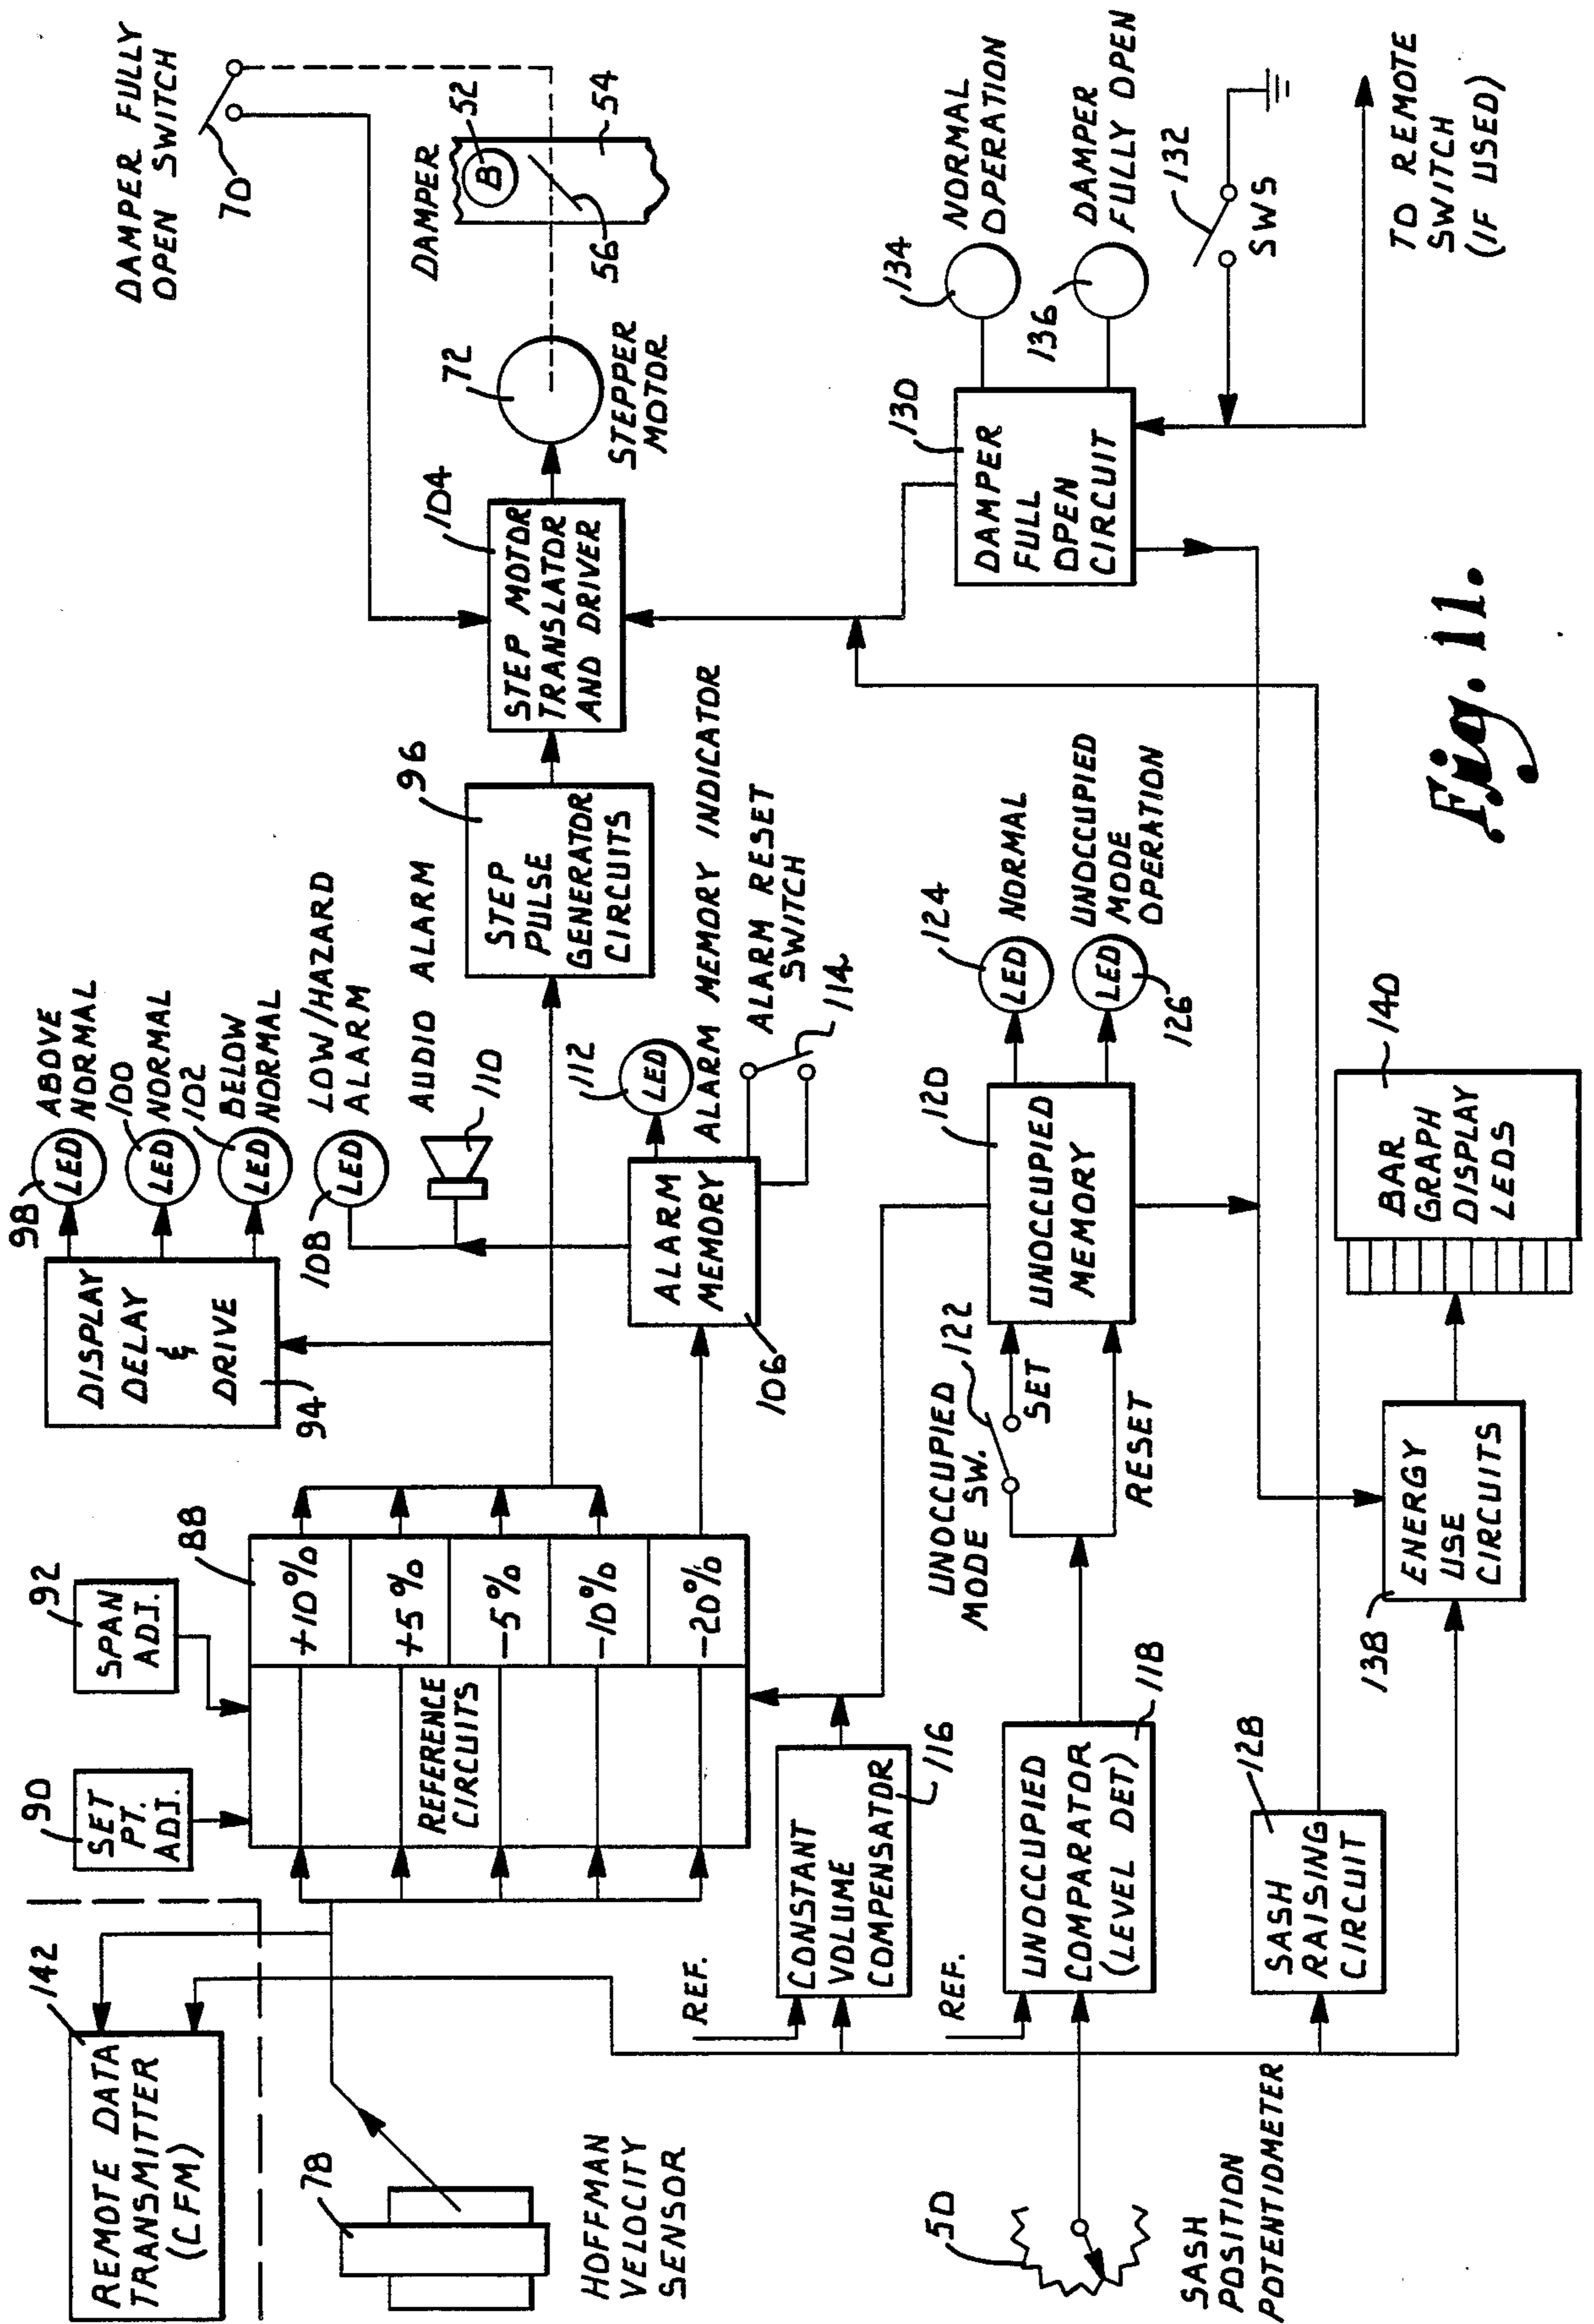 142
REMOTE DATA
TRANSMITTER
(CFM)
78
HOFFMAN
VELOCITY
SENSOR
90
SET
PT.
ADJ.
92
SPAN
ADJ.
88
+10%
+5%
-5%
-10%
-20%
REFERENCE
CIRCUITS
DISPLAY
DELAY
&
DRIVE
94
98
LED
ABOVE
NORMAL
100
LED
NORMAL
102
LED
BELOW
NORMAL
108
LED
LOW/HAZARD
ALARM
AUDIO ALARM
110
ALARM
MEMORY
106
112
LED
ALARM MEMORY INDICATOR
ALARM RESET
SWITCH
114
96
STEP
PULSE
GENERATOR
CIRCUITS
104
STEP MOTOR
TRANSLATOR
AND DRIVER
72
STEPPER
MOTOR
DAMPER FULLY
OPEN SWITCH
70
DAMPER
B
52
54
56
REF.
CONSTANT
VOLUME
COMPENSATOR
116
REF.
UNOCCUPIED
COMPARATOR
(LEVEL DET)
118
50
SASH
POSITION
POTENTIOMETER
UNOCCUPIED
MODE SW.
122
SET
RESET
120
UNOCCUPIED
MEMORY
124
LED
NORMAL
LED
126
UNOCCUPIED
MODE
OPERATION
128
SASH
RAISING
CIRCUIT
138
ENERGY
USE
CIRCUITS
140
BAR
GRAPH
DISPLAY
LEDS
130
DAMPER
FULL
OPEN
CIRCUIT
134
NORMAL
OPERATION
136
DAMPER
FULLY OPEN
132
SWS
TO REMOTE
SWITCH
(IF USED)
Fig. 11.